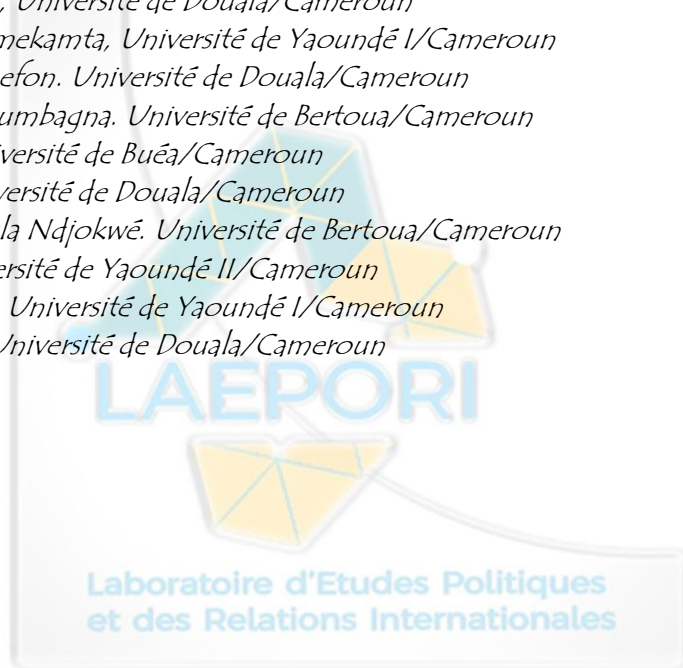 , Université de Douala/Cameroun
mekamta, Université de Yaoundé I/Cameroun
efon. Université de Douala/Cameroun
umbagna. Université de Bertoua/Cameroun
versité de Buéa/Cameroun
versité de Douala/Cameroun
la Ndjokwé. Université de Bertoua/Cameroun
ersité de Yaoundé II/Cameroun
. Université de Yaoundé I/Cameroun
Université de Douala/Cameroun
LAEPORI
Laboratoire d'Etudes Politiques
et des Relations Internationales